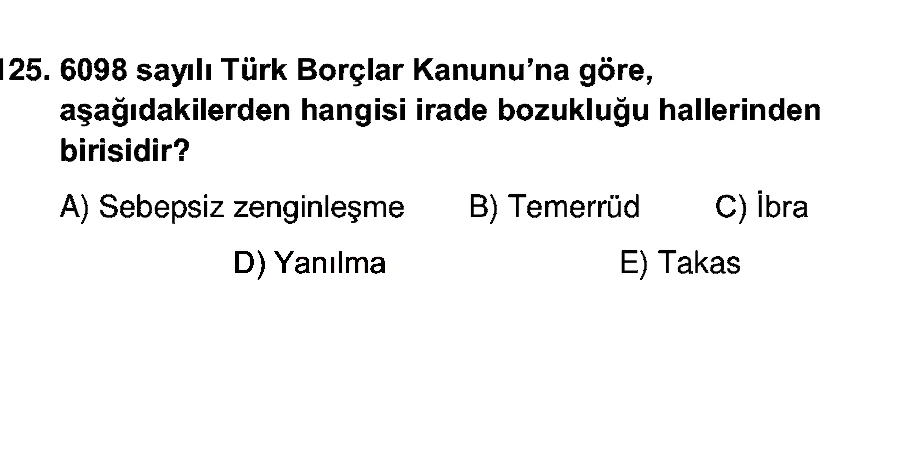 125. 6098 sayılı Türk Borçlar Kanunu’na göre,
aşağıdakilerden hangisi irade bozukluğu hallerinden
birisidir?
A) Sebepsiz zenginleşme B) Temerrüd C) İbra
D) Yanılma E) Takas